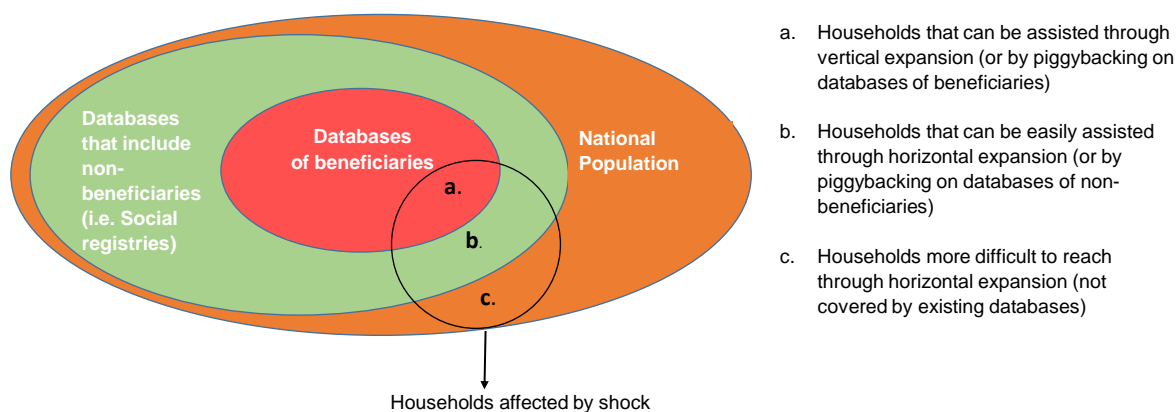 Databases
that include
non-
beneficiaries
(i.e. Social
registries)
Databases
of beneficiaries
National
Population
a.
b.
c.
Households affected by shock
a. Households that can be assisted through
vertical expansion (or by piggybacking on
databases of beneficiaries)
b. Households that can be easily assisted
through horizontal expansion (or by
piggybacking on databases of non-
beneficiaries)
c. Households more difficult to reach
through horizontal expansion (not
covered by existing databases)